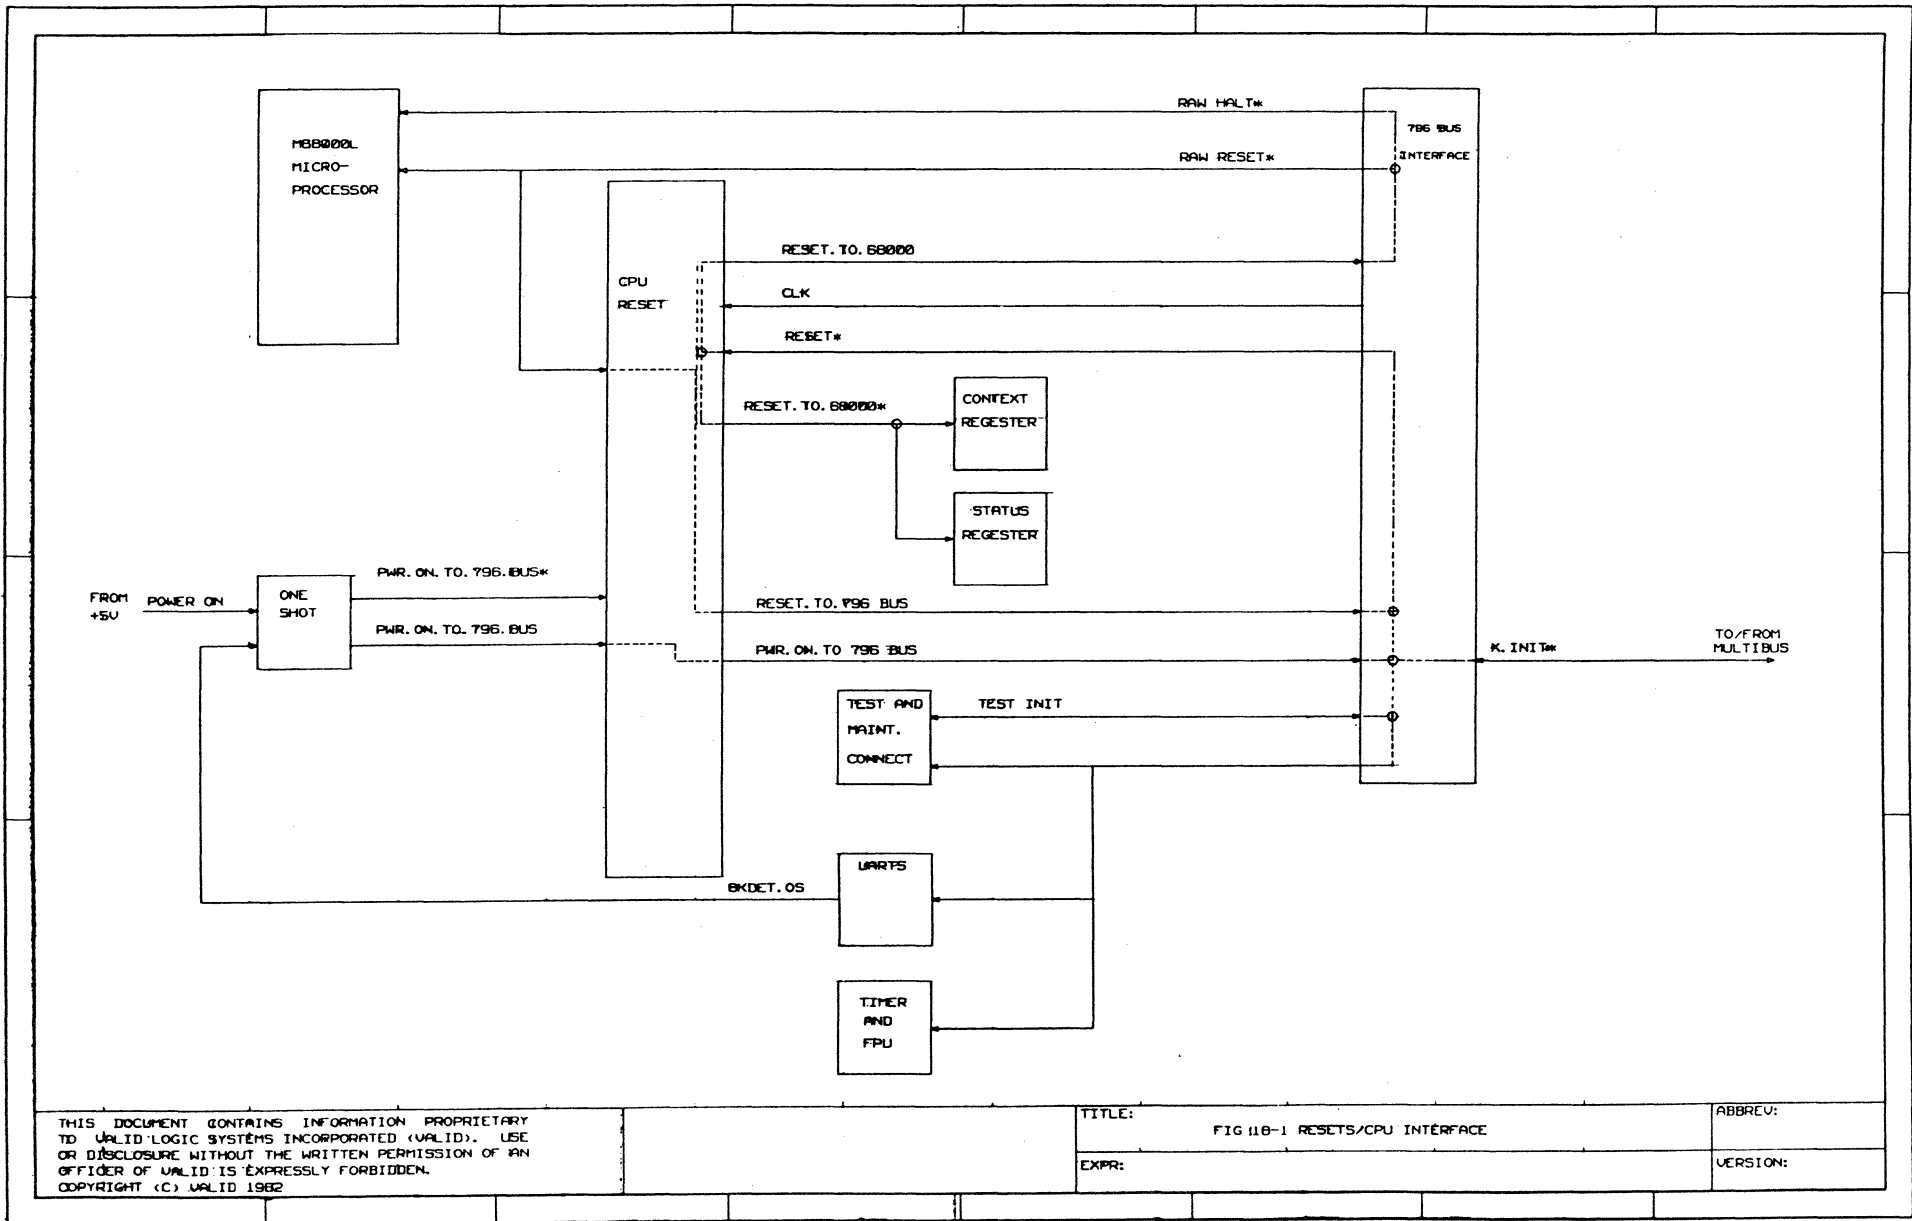 RAW HALT*
M68000L
MICRO-
PROCESSOR
796 BUS
INTERFACE
RAW RESET*
RESET.TO.68000
CPU
RESET
CLK
RESET*
RESET.TO.68000*
CONTEXT
REGESTER
STATUS
REGESTER
PWR.ON.TO.796.BUS*
FROM
+5V
POWER ON
ONE
SHOT
RESET.TO.796 BUS
PWR.ON.TO.796.BUS
PWR.ON.TO 796 BUS
K.INIT*
TO/FROM
MULTIBUS
TEST AND
MAINT.
CONNECT
TEST INIT
UARTS
BKDET.OS
TIMER
AND
FPU
THIS DOCUMENT CONTAINS INFORMATION PROPRIETARY
TO VALID LOGIC SYSTEMS INCORPORATED (VALID). USE
OR DISCLOSURE WITHOUT THE WRITTEN PERMISSION OF AN
OFFICER OF VALID IS EXPRESSLY FORBIDDEN.
COPYRIGHT (C) VALID 1982
TITLE:
FIG 118-1 RESETS/CPU INTERFACE
EXPR:
ABBREV:
VERSION: